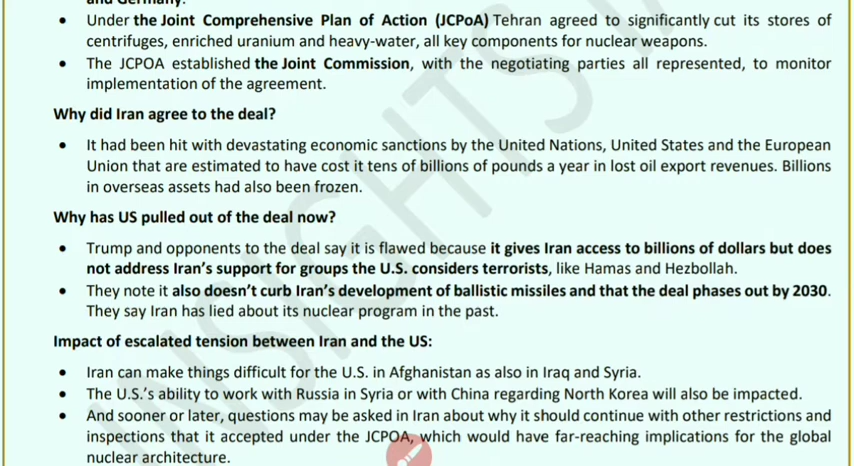 and Germany.
• Under the Joint Comprehensive Plan of Action (JCPoA) Tehran agreed to significantly cut its stores of
centrifuges, enriched uranium and heavy-water, all key components for nuclear weapons.
• The JCPOA established the Joint Commission, with the negotiating parties all represented, to monitor
implementation of the agreement.
Why did Iran agree to the deal?
• It had been hit with devastating economic sanctions by the United Nations, United States and the European
Union that are estimated to have cost it tens of billions of pounds a year in lost oil export revenues. Billions
in overseas assets had also been frozen.
Why has US pulled out of the deal now?
• Trump and opponents to the deal say it is flawed because it gives Iran access to billions of dollars but does
not address Iran's support for groups the U.S. considers terrorists, like Hamas and Hezbollah.
• They note it also doesn't curb Iran's development of ballistic missiles and that the deal phases out by 2030.
They say Iran has lied about its nuclear program in the past.
Impact of escalated tension between Iran and the US:
• Iran can make things difficult for the U.S. in Afghanistan as also in Iraq and Syria.
• The U.S.'s ability to work with Russia in Syria or with China regarding North Korea will also be impacted.
• And sooner or later, questions may be asked in Iran about why it should continue with other restrictions and
inspections that it accepted under the JCPOA, which would have far-reaching implications for the global
nuclear architecture.
INSIGHTS